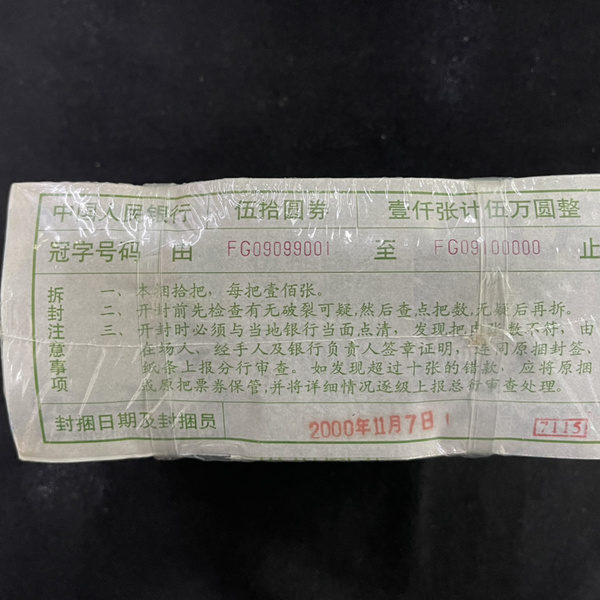 中国人民银行 伍拾圆券 壹仟张计伍万圆整
冠字号码 由 FG09099001 至 FG09100000 止
拆封注意事项
一、本捆拾把，每把壹佰张。
二、开封前先检查有无破裂可疑，然后查点把数，无疑后再拆。
三、开封时必须与当地银行当面点清，发现把内张数不符，由
在场人，经手人及银行负责人签章证明，连同原捆封签，
纸条上报分行审查。如发现超过十张的错款，应将原捆
或原把票券保管，并将详细情况逐级上报总行审查处理。
封捆日期及封捆员 2000年11月7日 7115